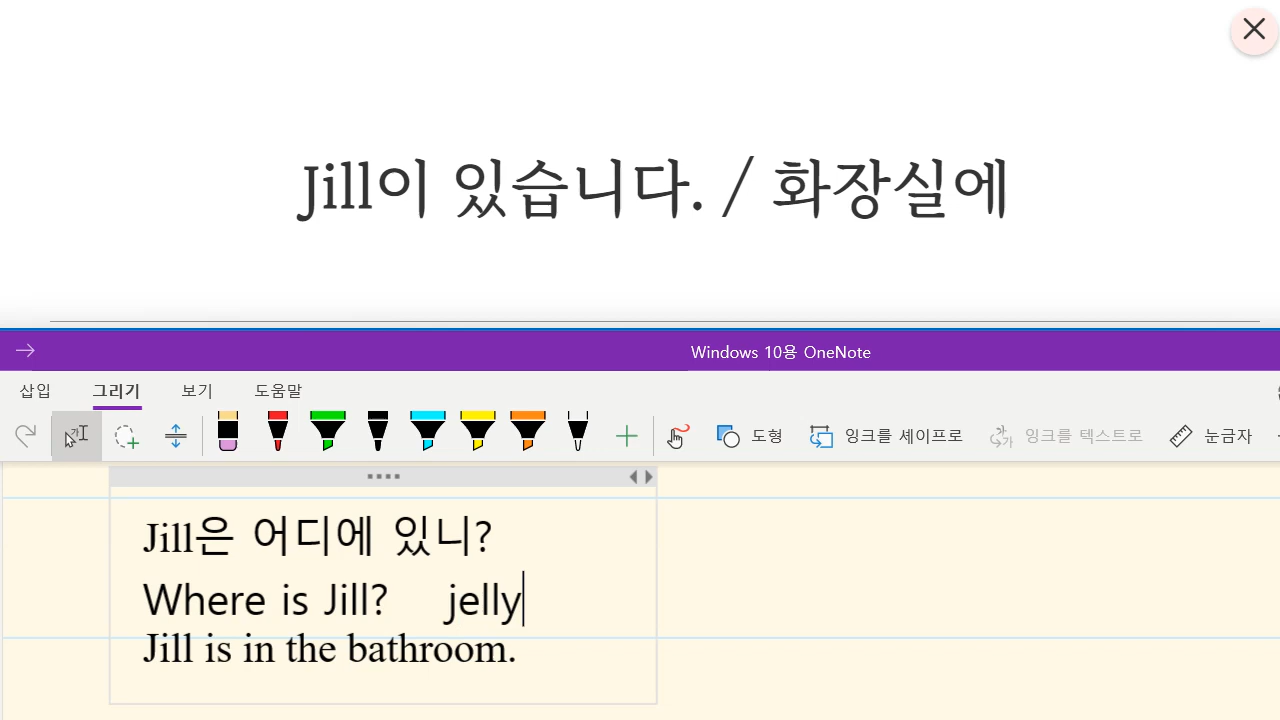 Jill이 있습니다. / 화장실에
Windows 10용 OneNote
삽입 그리기 보기 도움말
가 도형 잉크를 셰이프로 잉크를 텍스트로 눈금자
Jill은 어디에 있니?
Where is Jill? jelly
Jill is in the bathroom.